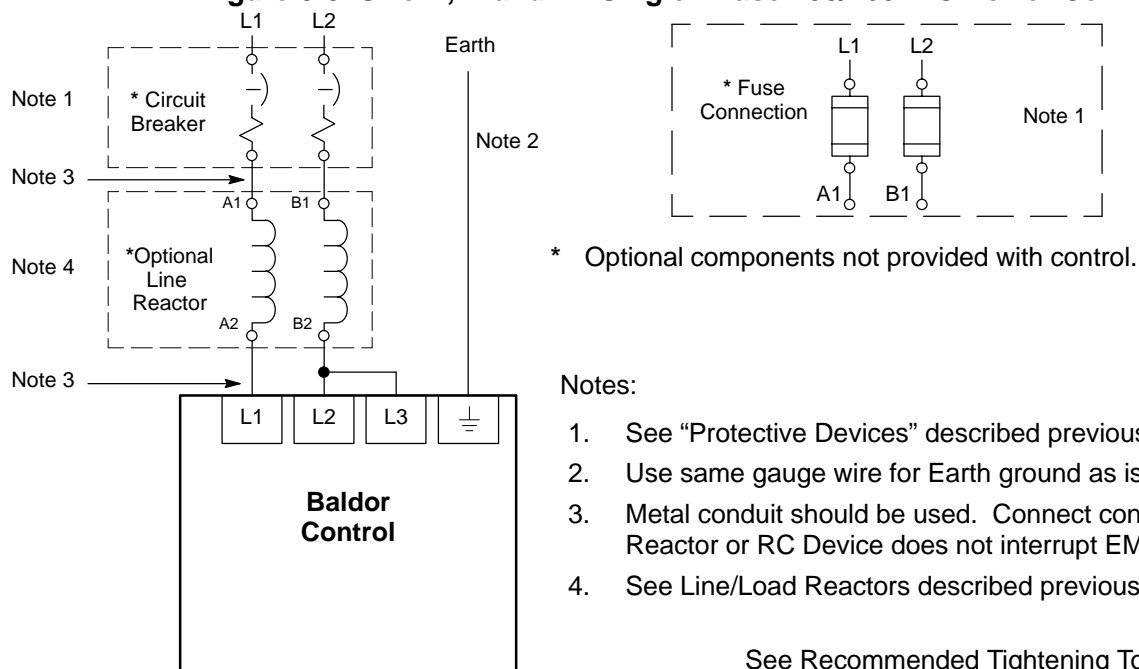 L1 L2
Earth
Note 1
* Circuit
Breaker
Note 2
Note 3
A1 B1
Note 4
*Optional
Line
Reactor
A2 B2
Note 3
L1 L2 L3
Baldor
Control
L1 L2
* Fuse
Connection
Note 1
A1 B1
* Optional components not provided with control.
Notes:
1. See “Protective Devices” described previous
2. Use same gauge wire for Earth ground as is
3. Metal conduit should be used. Connect con
Reactor or RC Device does not interrupt EM
4. See Line/Load Reactors described previous
See Recommended Tightening To